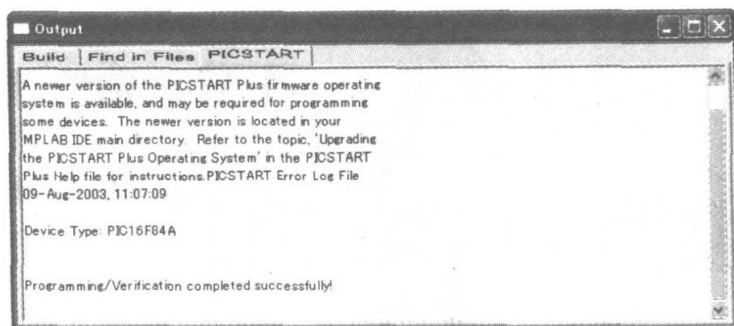 Output
Build Find in Files PICSTART
A newer version of the PICSTART Plus firmware operating
system is available, and may be required for programming
some devices. The newer version is located in your
MPLAB IDE main directory. Refer to the topic, 'Upgrading
the PICSTART Plus Operating System' in the PICSTART
Plus Help file for instructions.PICSTART Error Log File
09-Aug-2003, 11:07:09
Device Type: PIC16F84A
Programming/Verification completed successfully!